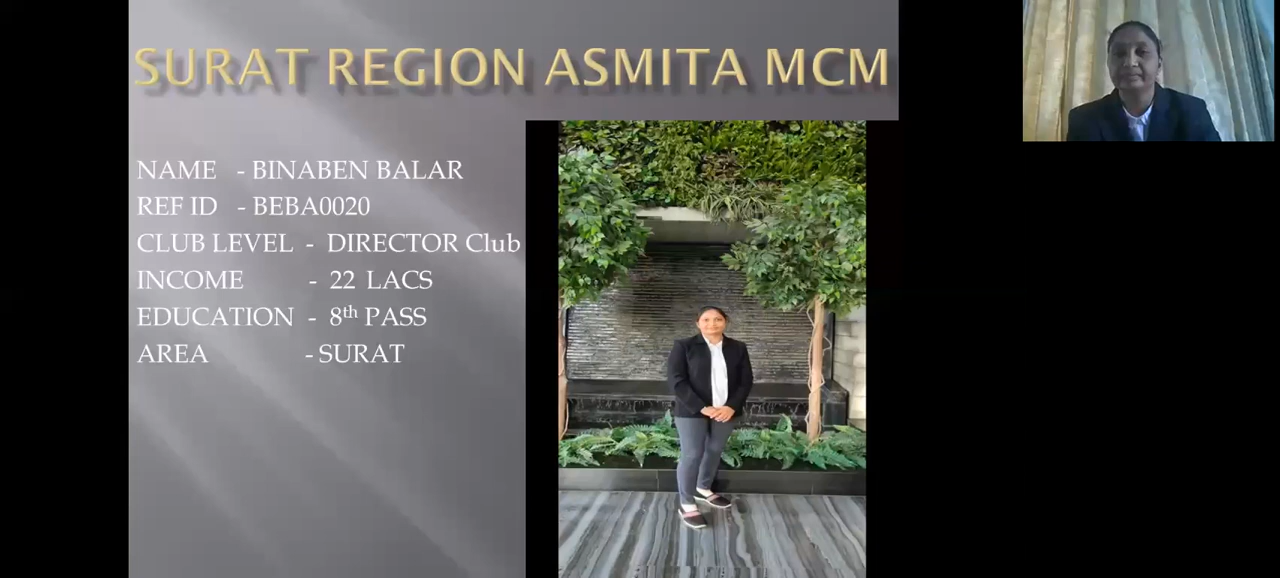 SURAT REGION ASMITA MCM
NAME - BINABEN BALAR
REF ID - BEBA0020
CLUB LEVEL - DIRECTOR Club
INCOME - 22 LACS
EDUCATION - 8th PASS
AREA - SURAT